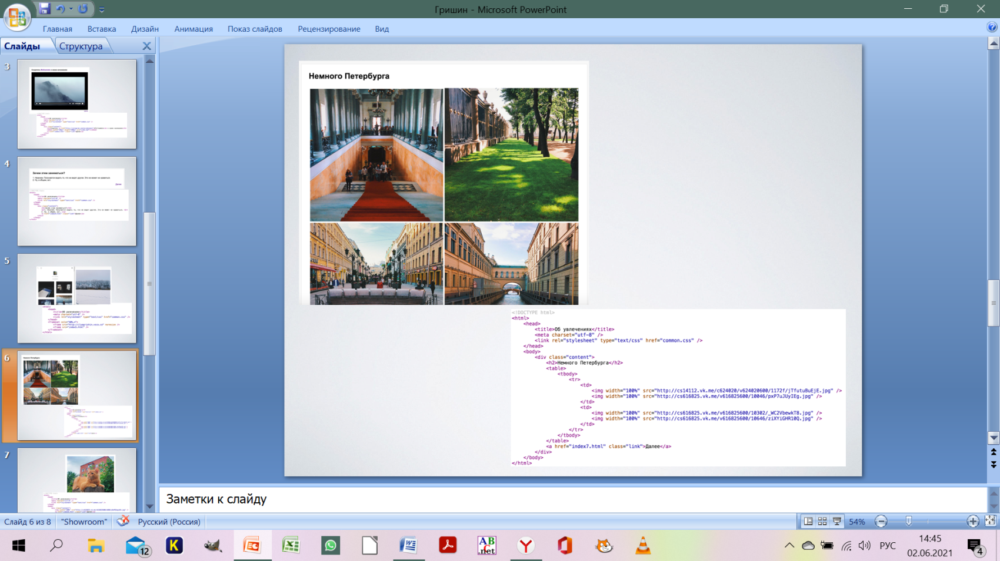 Гришин - Microsoft PowerPoint
Главная Вставка Дизайн Анимация Показ слайдов Рецензирование Вид
Слайды Структура
3
4
Зачем этим заниматься?
5
6
7
Немного Петербурга
<!DOCTYPE html>
<html>
<head>
<title>Об увлечениях</title>
<meta charset="utf-8" />
<link rel="stylesheet" type="text/css" href="common.css" />
</head>
<body>
<div class="content">
<h2>Немного Петербурга</h2>
<table>
<tbody>
<tr>
<td>
<img width="100%" src="http://cs14112.vk.me/c624020/v624020600/1172f/jTfutuBuEjE.jpg" />
<img width="100%" src="http://cs616825.vk.me/v616825600/10046/pxP7uJUyIEg.jpg" />
</td>
<td>
<img width="100%" src="http://cs616825.vk.me/v616825600/10302/_WC2VbewkT8.jpg" />
<img width="100%" src="http://cs616825.vk.me/v616825600/10646/ziXYiGHR10Q.jpg" />
</td>
</tr>
</tbody>
</table>
<a href="index7.html" class="link">Далее</a>
</div>
</body>
</html>
Заметки к слайду
Слайд 6 из 8 "Showroom" Русский (Россия) 54%
12
K
ABC.net
РУС
14:45
02.06.2021
4